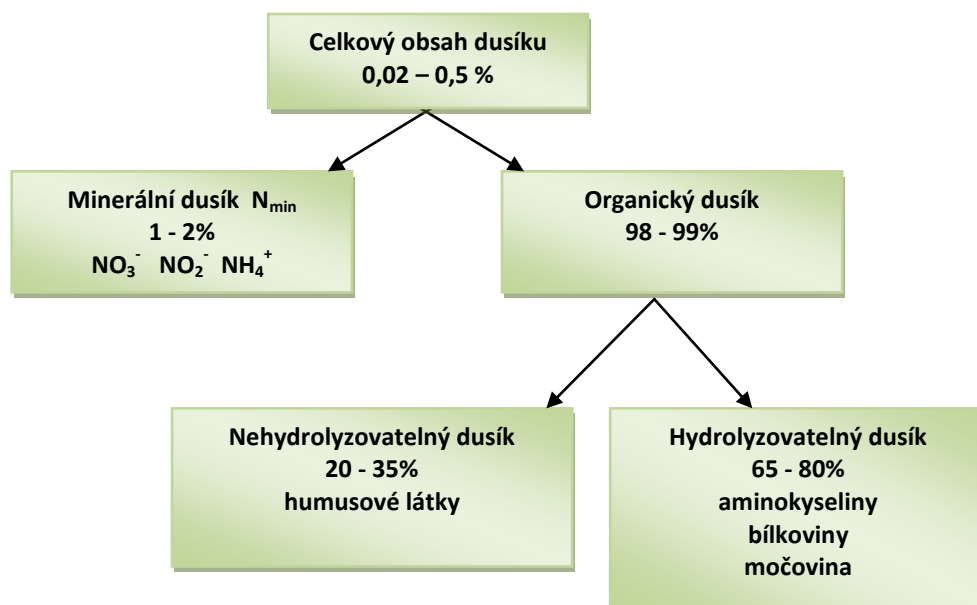 Celkový obsah dusíku
0,02 – 0,5 %
Minerální dusík N_min
1 - 2%
NO₃⁻ NO₂⁻ NH₄⁺
Organický dusík
98 - 99%
Nehydrolyzovatelný dusík
20 - 35%
humusové látky
Hydrolyzovatelný dusík
65 - 80%
aminokyseliny
bílkoviny
močovina